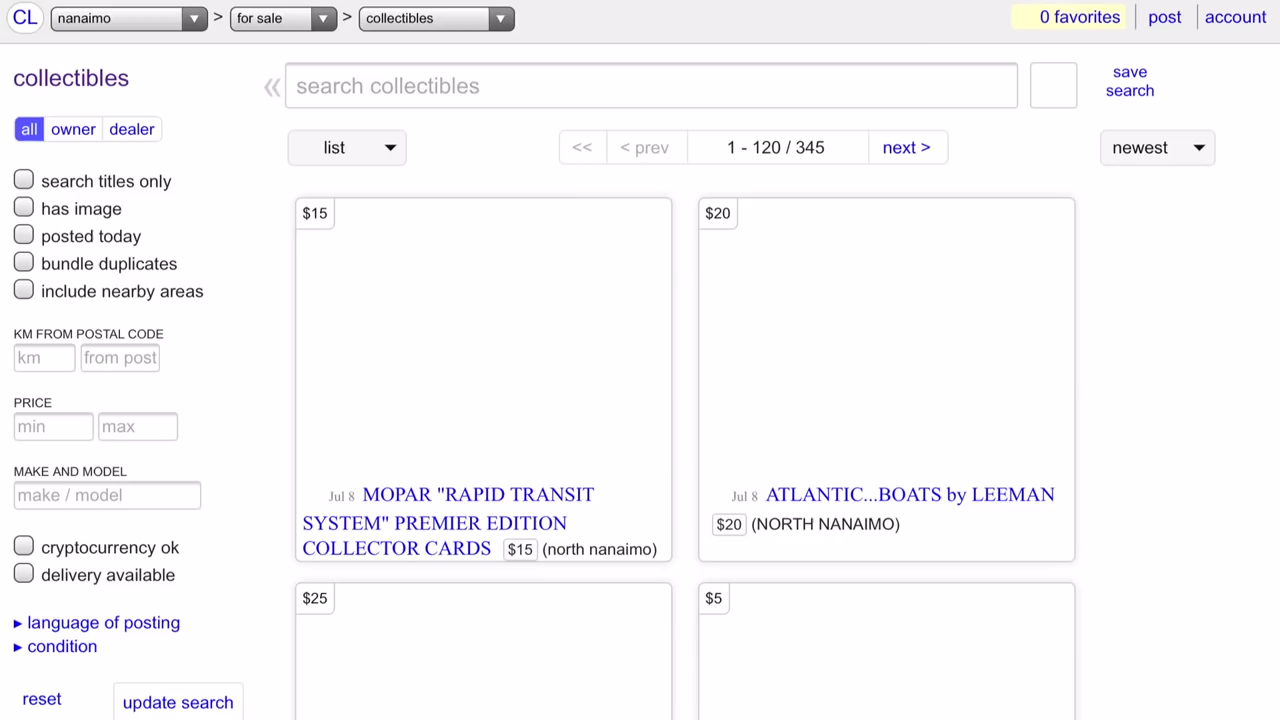 CL nanaimo > for sale > collectibles 0 favorites post account
collectibles
« search collectibles
save
search
all owner dealer
list << < prev 1 - 120 / 345 next > newest
search titles only
has image
posted today
bundle duplicates
include nearby areas
KM FROM POSTAL CODE
km from post
PRICE
min max
MAKE AND MODEL
make / model
cryptocurrency ok
delivery available
▸ language of posting
▸ condition
reset update search
$15
Jul 8 MOPAR "RAPID TRANSIT
SYSTEM" PREMIER EDITION
COLLECTOR CARDS $15 (north nanaimo)
$20
Jul 8 ATLANTIC...BOATS by LEEMAN
$20 (NORTH NANAIMO)
$25
$5